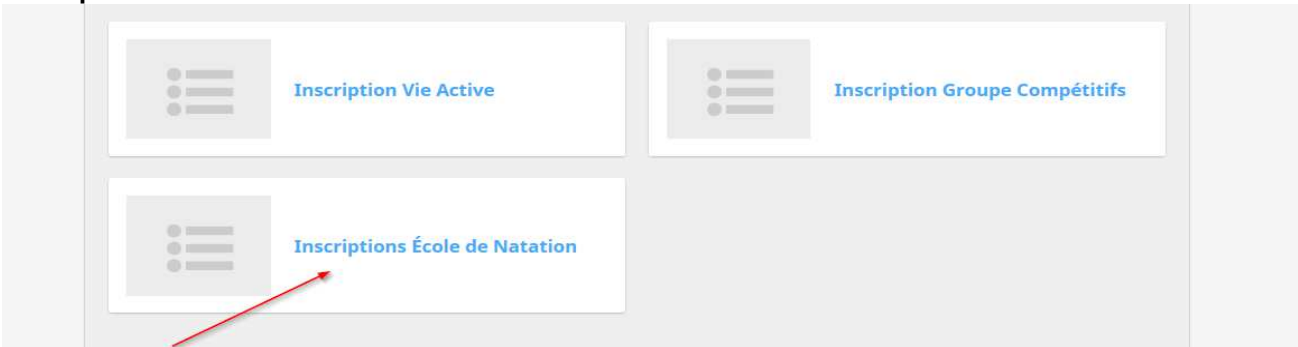 Inscription Vie Active
Inscription Groupe Compétitifs
Inscriptions École de Natation